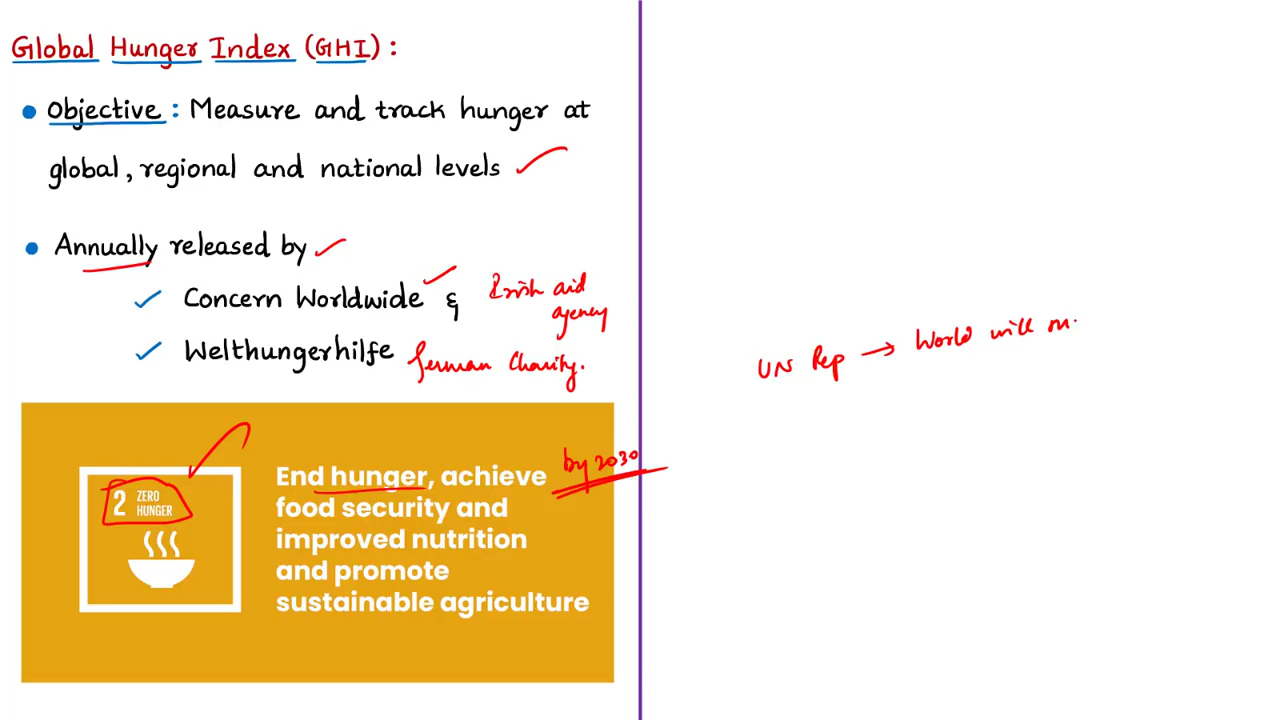 Global Hunger Index (GHI) :
Objective : Measure and track hunger at
global, regional and national levels
Annually released by
Concern Worldwide &
Irish aid
agency
Welthungerhilfe
German Charity.
2 ZERO
HUNGER
End hunger, achieve
food security and
improved nutrition
and promote
sustainable agriculture
by 2030
UN Rep → World will